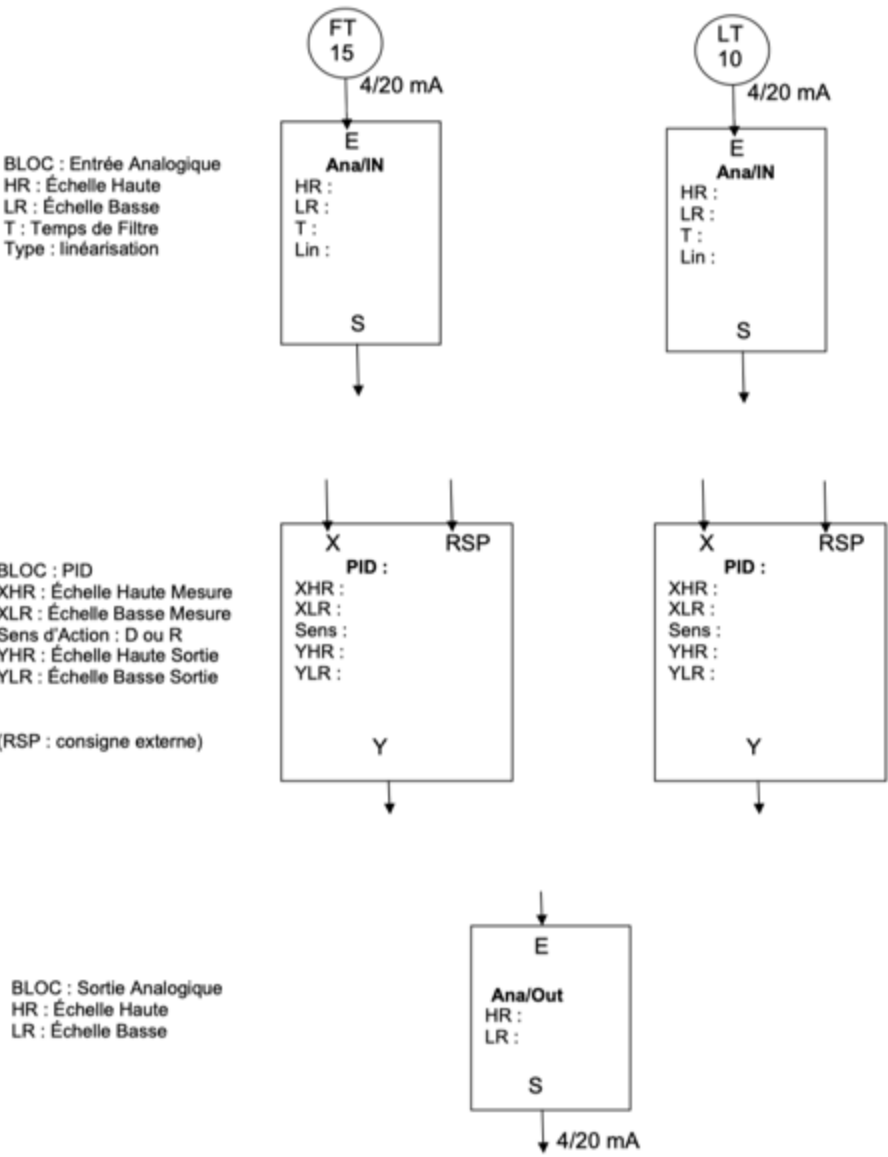 FT
15
4/20 mA
LT
10
4/20 mA
BLOC : Entrée Analogique
HR : Échelle Haute
LR : Échelle Basse
T : Temps de Filtre
Type : linéarisation
E
Ana/IN
HR :
LR :
T :
Lin :
S
E
Ana/IN
HR :
LR :
T :
Lin :
S
BLOC : PID
XHR : Échelle Haute Mesure
XLR : Échelle Basse Mesure
Sens d'Action : D ou R
YHR : Échelle Haute Sortie
YLR : Échelle Basse Sortie
(RSP : consigne externe)
X RSP
PID :
XHR :
XLR :
Sens :
YHR :
YLR :
Y
X RSP
PID :
XHR :
XLR :
Sens :
YHR :
YLR :
Y
BLOC : Sortie Analogique
HR : Échelle Haute
LR : Échelle Basse
E
Ana/Out
HR :
LR :
S
4/20 mA